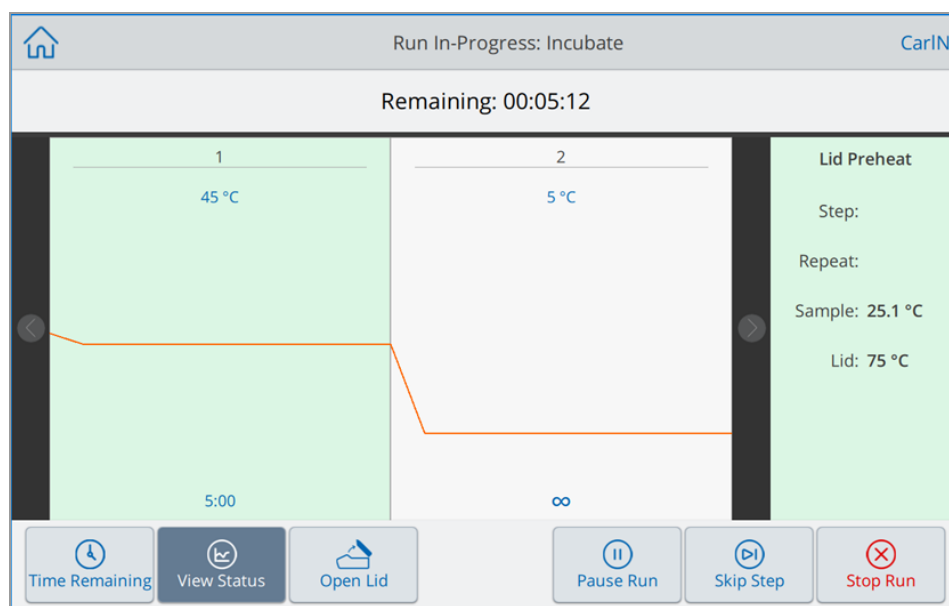 Run In-Progress: Incubate
CarlN
Remaining: 00:05:12
1
45 °C
5:00
2
5 °C
∞
Lid Preheat
Step:
Repeat:
Sample: 25.1 °C
Lid: 75 °C
Time Remaining
View Status
Open Lid
Pause Run
Skip Step
Stop Run